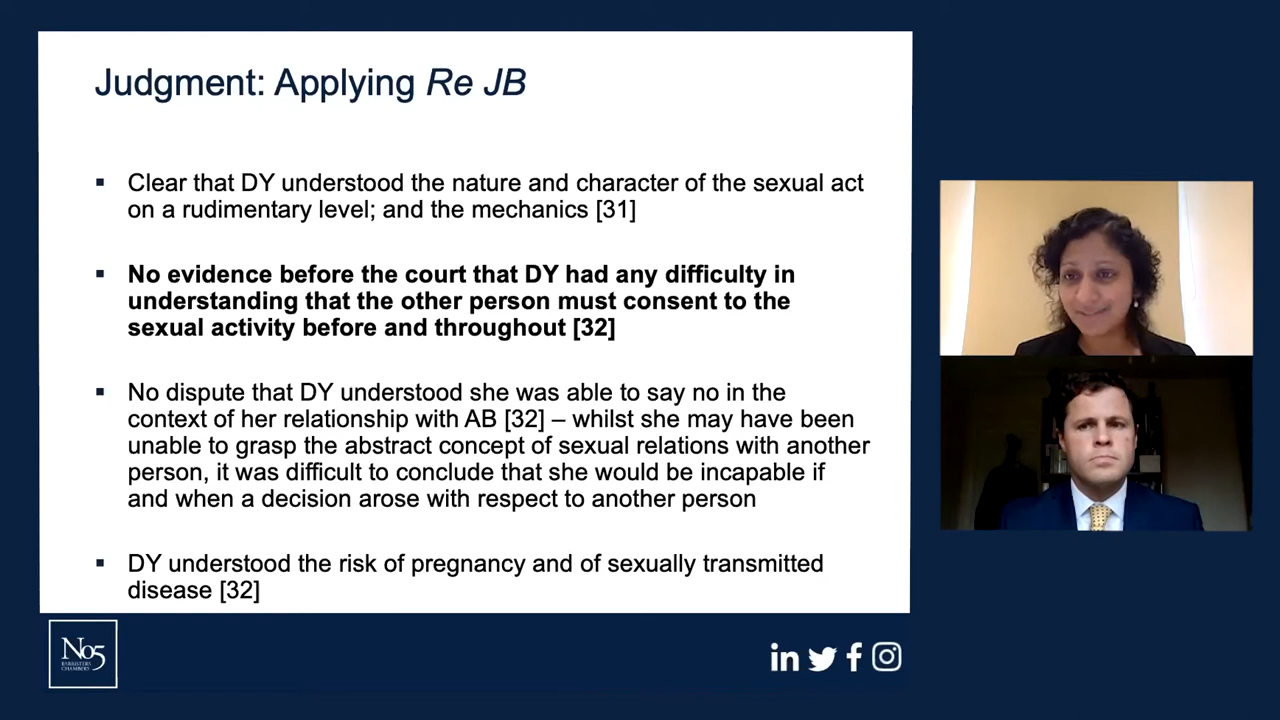 Judgment: Applying Re JB
▪ Clear that DY understood the nature and character of the sexual act
on a rudimentary level; and the mechanics [31]
▪ No evidence before the court that DY had any difficulty in
understanding that the other person must consent to the
sexual activity before and throughout [32]
▪ No dispute that DY understood she was able to say no in the
context of her relationship with AB [32] – whilst she may have been
unable to grasp the abstract concept of sexual relations with another
person, it was difficult to conclude that she would be incapable if
and when a decision arose with respect to another person
▪ DY understood the risk of pregnancy and of sexually transmitted
disease [32]
No5
BARRISTERS
CHAMBERS